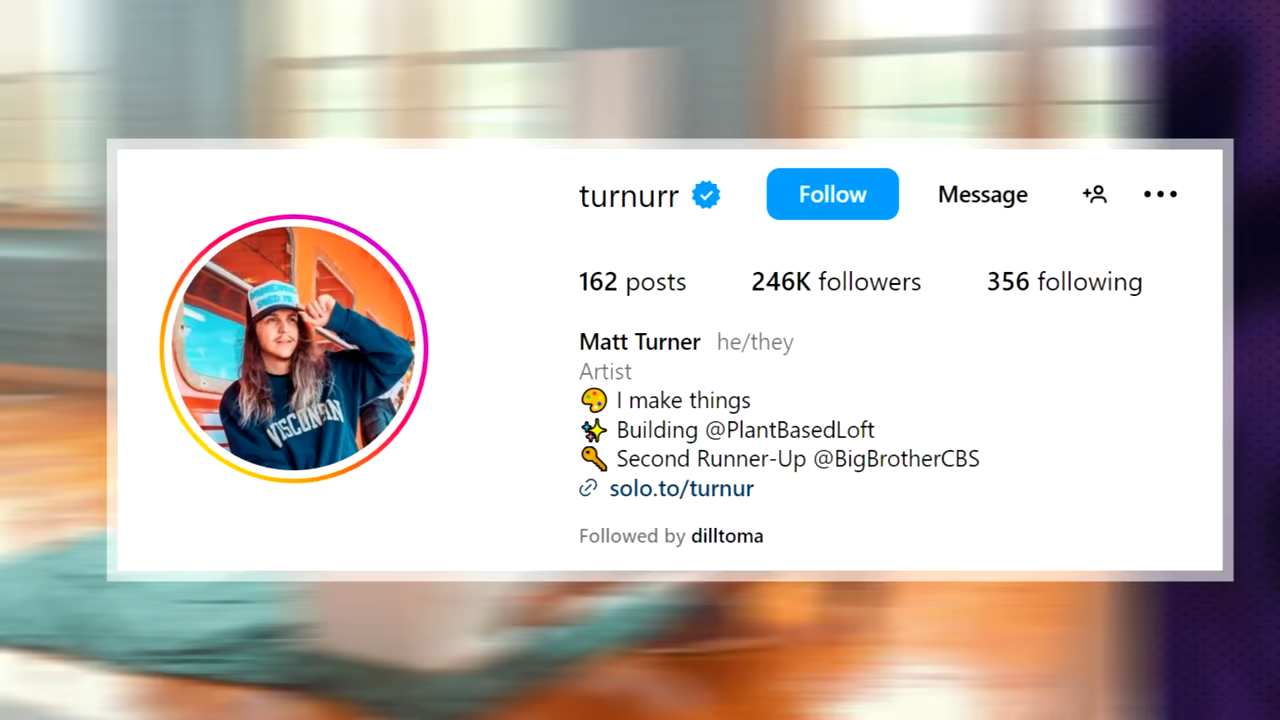 turnurr Follow Message
162 posts 246K followers 356 following
Matt Turner he/they
Artist
🎨 I make things
✨ Building @PlantBasedLoft
🔑 Second Runner-Up @BigBrotherCBS
solo.to/turnur
Followed by dilltoma
WISCONSIN